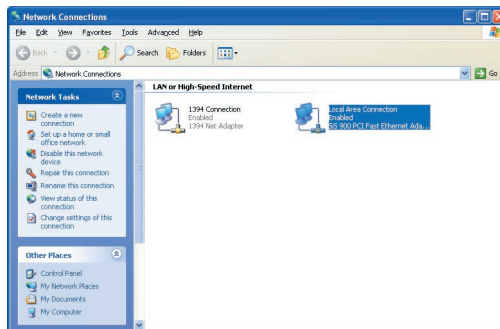 Network Connections
File Edit View Favorites Tools Advanced Help
Back Search Folders
Address Network Connections Go
Network Tasks
Create a new
connection
Set up a home or small
office network
Disable this network
device
Repair this connection
Rename this connection
View status of this
connection
Change settings of this
connection
Other Places
Control Panel
My Network Places
My Documents
My Computer
LAN or High-Speed Internet
1394 Connection
Enabled
1394 Net Adapter
Local Area Connection
Enabled
SiS 900 PCI Fast Ethernet Ada...